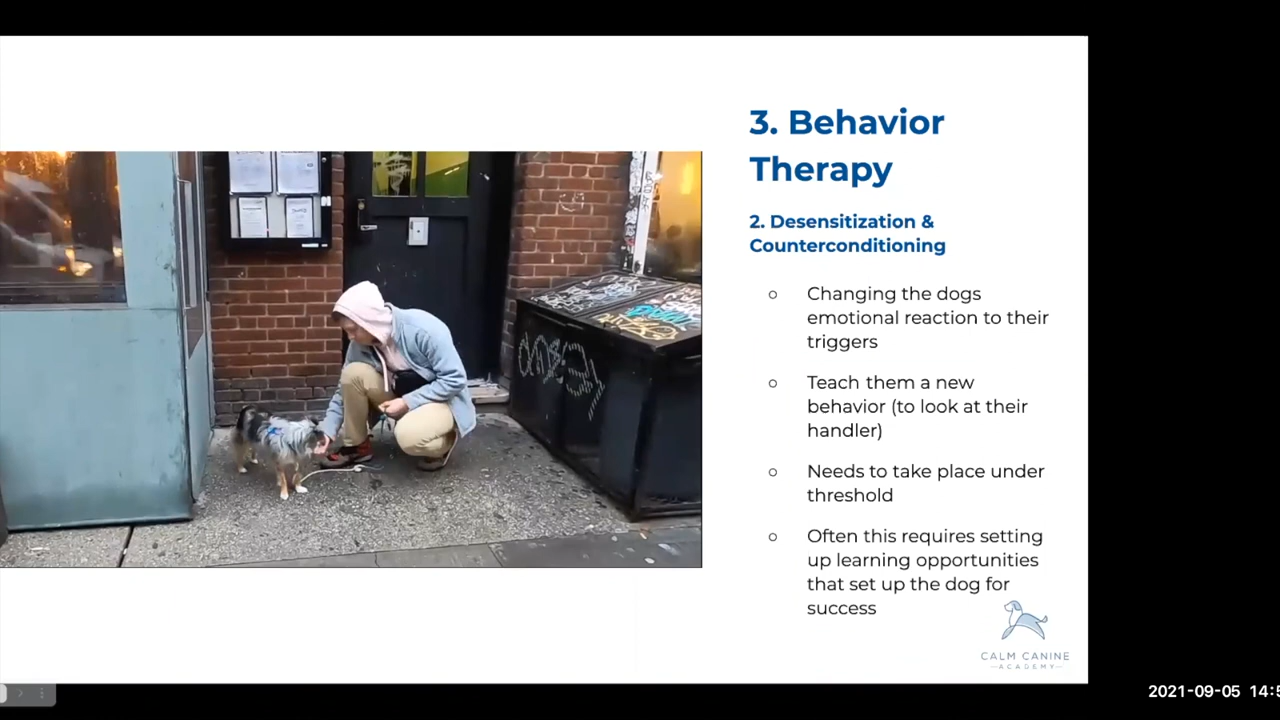 3. Behavior
Therapy
2. Desensitization &
Counterconditioning
○ Changing the dogs
emotional reaction to their
triggers
○ Teach them a new
behavior (to look at their
handler)
○ Needs to take place under
threshold
○ Often this requires setting
up learning opportunities
that set up the dog for
success
CALM CANINE
—ACADEMY—
2021-09-05 14:5